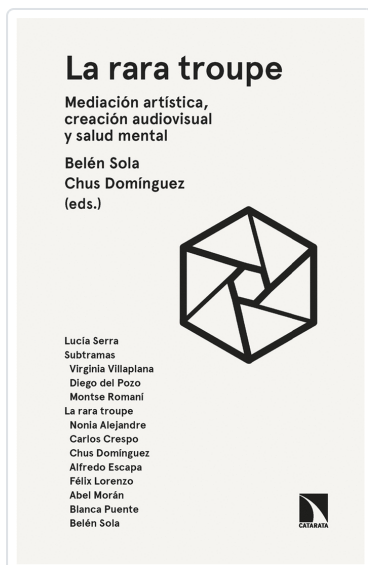 La rara troupe
Mediación artística,
creación audiovisual
y salud mental
Belén Sola
Chus Domínguez
(eds.)
Lucía Serra
Subtramas
Virginia Villaplana
Diego del Pozo
Montse Romaní
La rara troupe
Nonia Alejandre
Carlos Crespo
Chus Domínguez
Alfredo Escapa
Félix Lorenzo
Abel Morán
Blanca Puente
Belén Sola
CATARATA